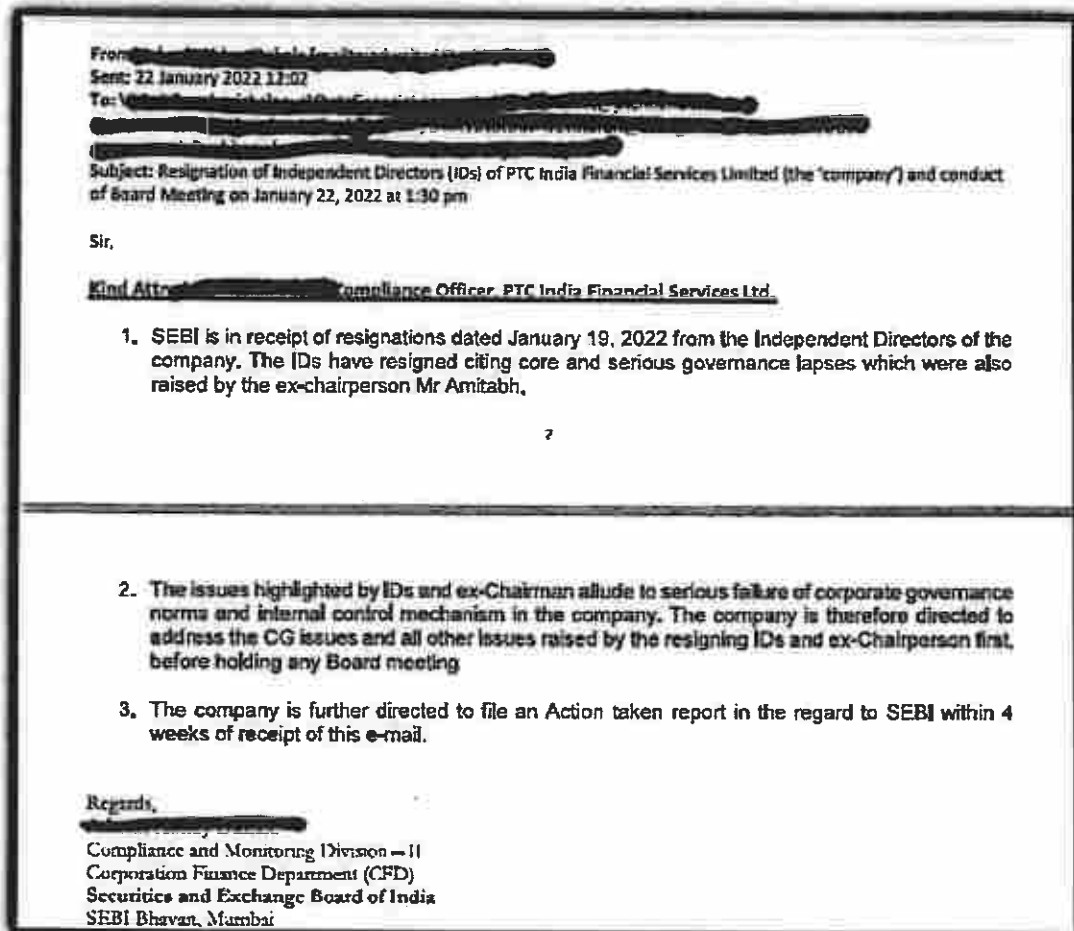 From
Sent: 22 January 2022 12:02
To:
Subject: Resignation of Independent Directors (IDs) of PTC India Financial Services Limited (the 'company') and conduct
of Board Meeting on January 22, 2022 at 1:30 pm
Sir,
Kind Attn Compliance Officer, PTC India Financial Services Ltd.
1. SEBI is in receipt of resignations dated January 19, 2022 from the Independent Directors of the
company. The IDs have resigned citing core and serious governance lapses which were also
raised by the ex-chairperson Mr Amitabh.
2. The issues highlighted by IDs and ex-Chairman allude to serious failure of corporate governance
norms and internal control mechanism in the company. The company is therefore directed to
address the CG issues and all other issues raised by the resigning IDs and ex-Chairperson first,
before holding any Board meeting
3. The company is further directed to file an Action taken report in the regard to SEBI within 4
weeks of receipt of this e-mail.
Regards,
Compliance and Monitoring Division – II
Corporation Finance Department (CFD)
Securities and Exchange Board of India
SEBI Bhavan, Mumbai